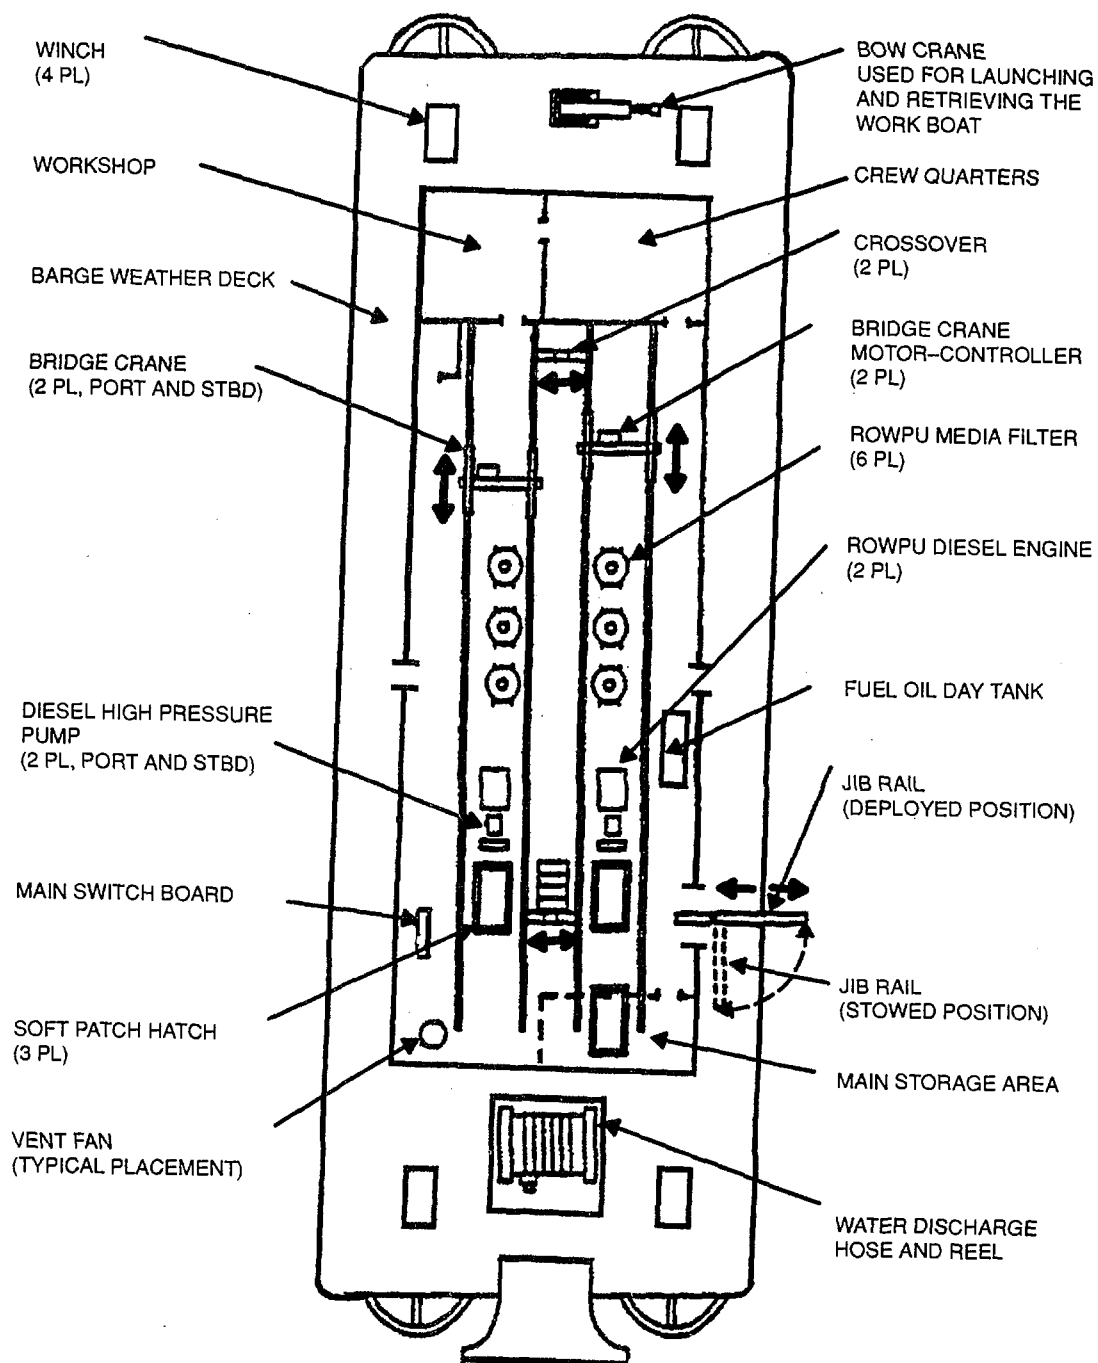 WINCH
(4 PL)
WORKSHOP
BARGE WEATHER DECK
BRIDGE CRANE
(2 PL, PORT AND STBD)
DIESEL HIGH PRESSURE
PUMP
(2 PL, PORT AND STBD)
MAIN SWITCH BOARD
SOFT PATCH HATCH
(3 PL)
VENT FAN
(TYPICAL PLACEMENT)
BOW CRANE
USED FOR LAUNCHING
AND RETRIEVING THE
WORK BOAT
CREW QUARTERS
CROSSOVER
(2 PL)
BRIDGE CRANE
MOTOR–CONTROLLER
(2 PL)
ROWPU MEDIA FILTER
(6 PL)
ROWPU DIESEL ENGINE
(2 PL)
FUEL OIL DAY TANK
JIB RAIL
(DEPLOYED POSITION)
JIB RAIL
(STOWED POSITION)
MAIN STORAGE AREA
WATER DISCHARGE
HOSE AND REEL